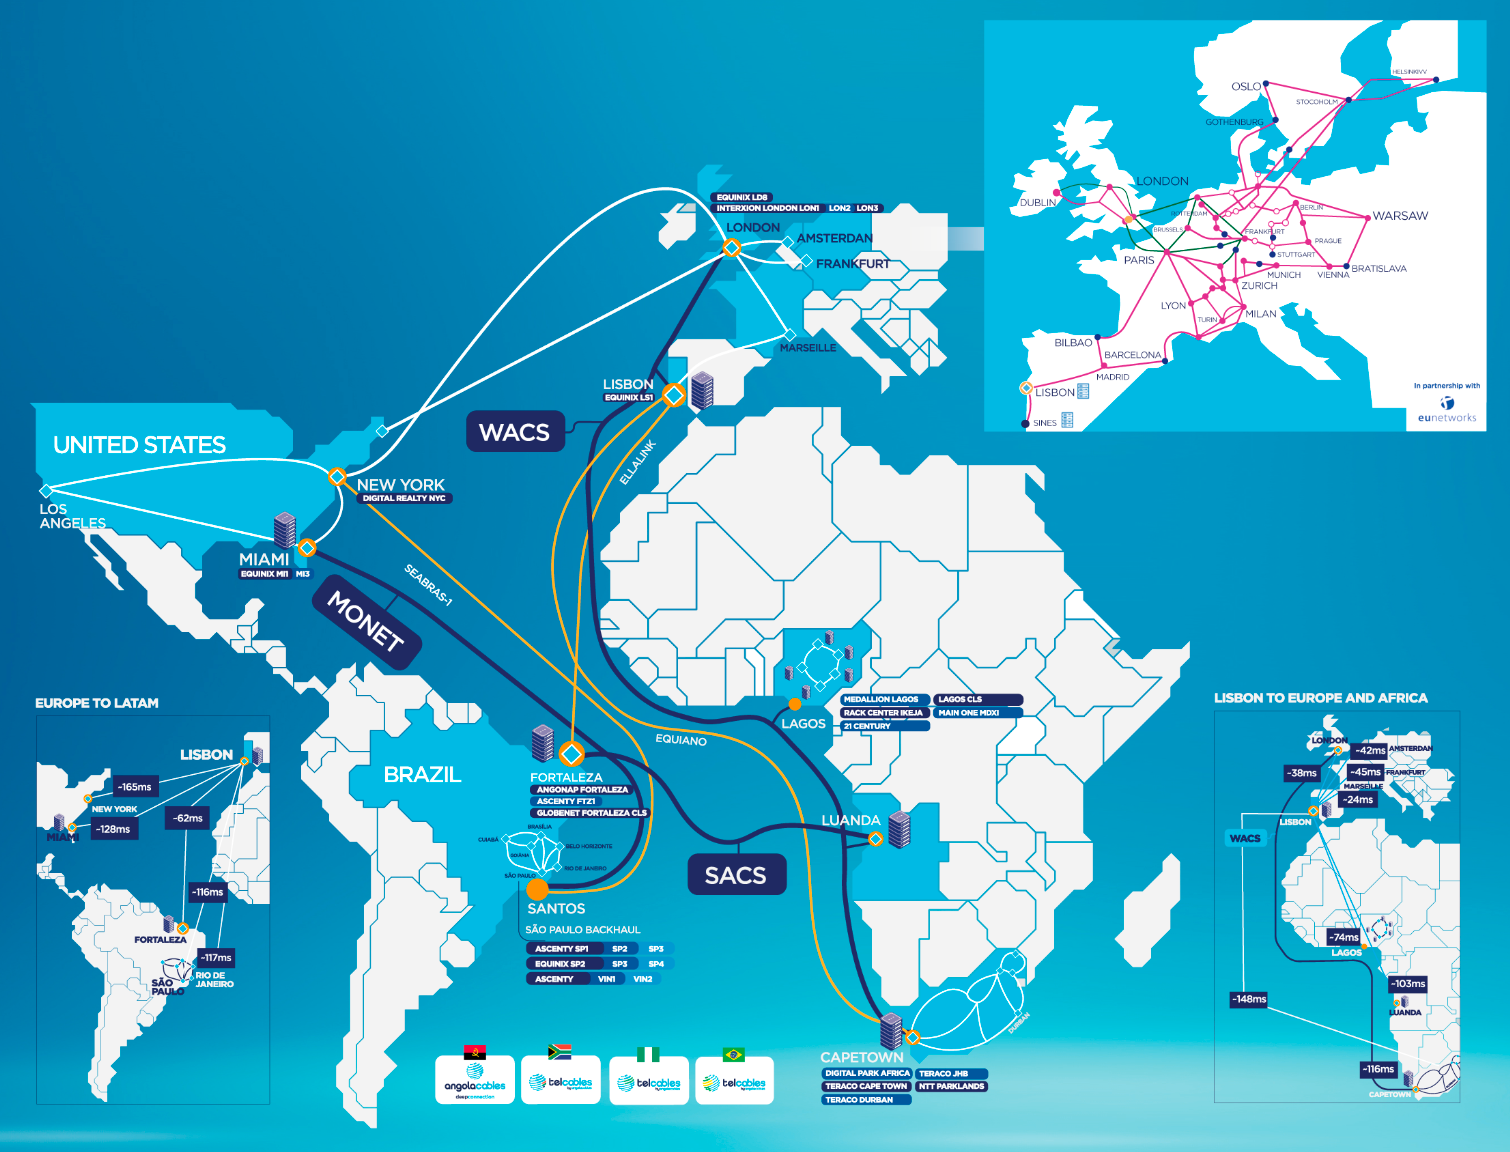 EQUINIX LD8
INTERXION LONDON LON1 LON2 LON3
LONDON
AMSTERDAN
FRANKFURT
MARSEILLE
LISBON
EQUINIX LS1
WACS
ELLALINK
UNITED STATES
NEW YORK
DIGITAL REALTY NYC
LOS
ANGELES
MIAMI
EQUINIX MI1 MI3
MONET
SEABRAS-1
LAGOS
MEDALLION LAGOS
LAGOS CLS
RACK CENTER IKEJA
MAIN ONE MDX1
21 CENTURY
EQUIANO
BRAZIL
FORTALEZA
ANGONAP FORTALEZA
ASCENTY FTZ1
GLOBENET FORTALEZA CLS
BRASÍLIA
CUIABÁ
GOIÂNIA
BELO HORIZONTE
RIO DE JANEIRO
SÃO PAULO
SANTOS
SÃO PAULO BACKHAUL
ASCENTY SP1 SP2 SP3
EQUINIX SP2 SP3 SP4
ASCENTY VIN1 VIN2
SACS
LUANDA
CAPETOWN
DIGITAL PARK AFRICA
TERACO JHB
TERACO CAPE TOWN
NTT PARKLANDS
TERACO DURBAN
DURBAN
angolacables
deepconnection
telcables
telcables
telcables
OSLO
HELSINKIVV
STOCOHOLM
GOTHENBURG
LONDON
DUBLIN
ROTTERDAM
BERLIN
WARSAW
BRUSSELS
FRANKFURT
PRAGUE
PARIS
STUTTGART
MUNICH
VIENNA
BRATISLAVA
ZURICH
LYON
TURIN
MILAN
BILBAO
BARCELONA
MADRID
LISBON
SINES
In partnership with
eunetworks
EUROPE TO LATAM
LISBON
~165ms
NEW YORK
~62ms
~128ms
MIAMI
~116ms
FORTALEZA
~117ms
SÃO
PAULO
RIO DE
JANEIRO
LISBON TO EUROPE AND AFRICA
LONDON
~42ms
AMSTERDAN
~38ms
~45ms
FRANKFURT
MARSEILLE
~24ms
LISBON
WACS
~74ms
LAGOS
~103ms
LUANDA
~148ms
~116ms
CAPETOWN